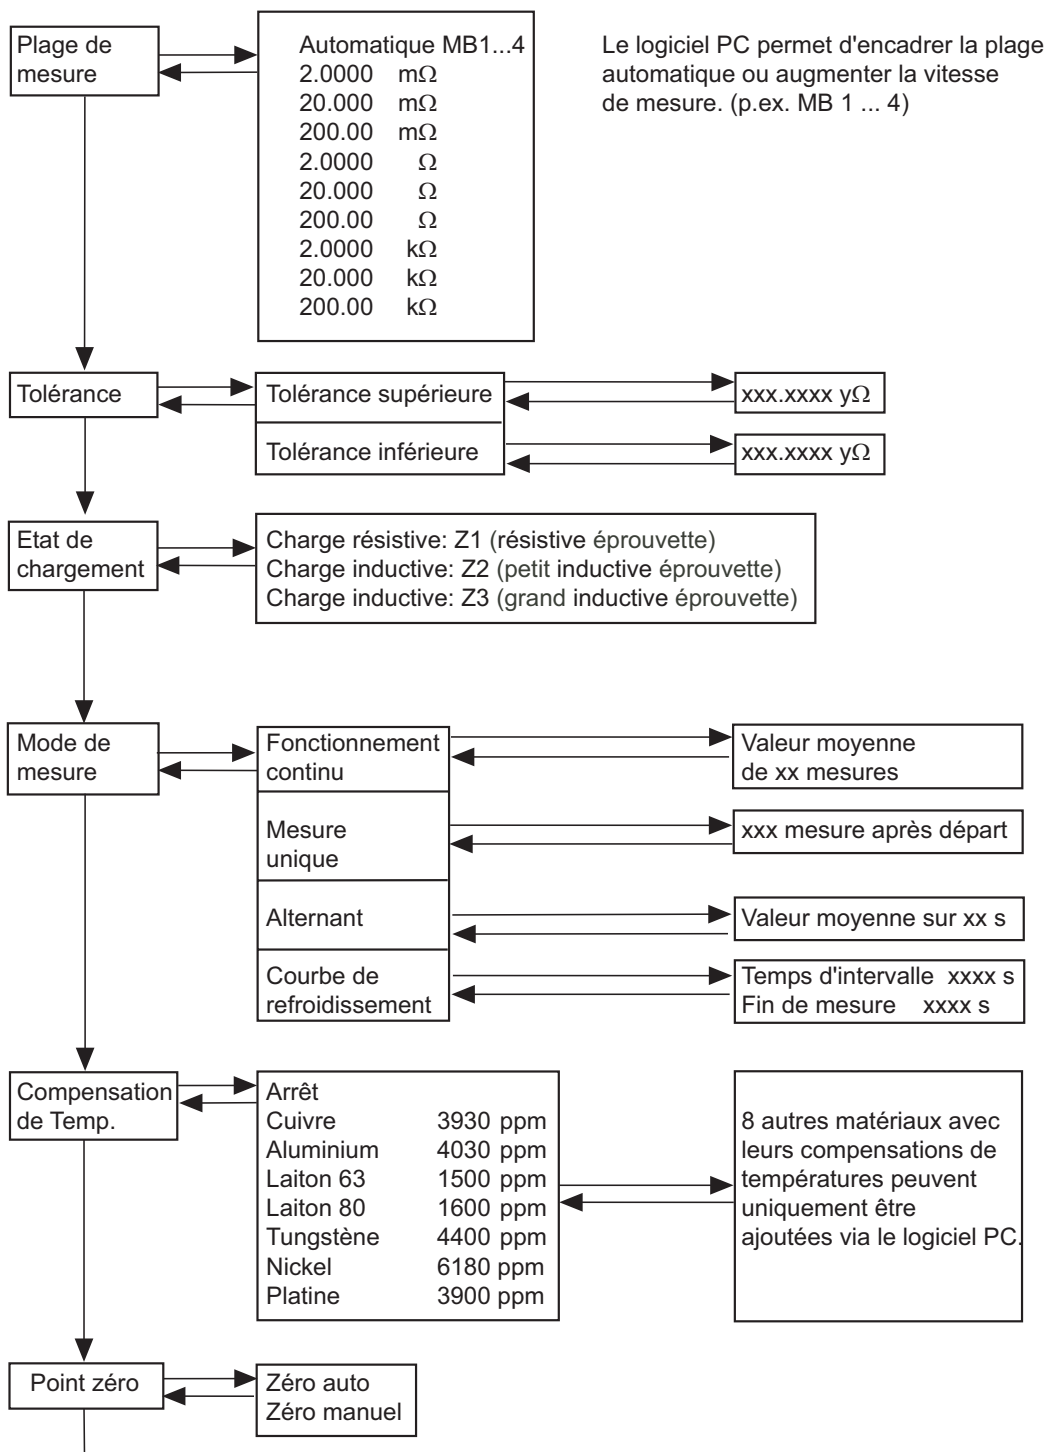 Plage de
mesure
Automatique MB1...4
2.0000 mΩ
20.000 mΩ
200.00 mΩ
2.0000 Ω
20.000 Ω
200.00 Ω
2.0000 kΩ
20.000 kΩ
200.00 kΩ
Le logiciel PC permet d'encadrer la plage
automatique ou augmenter la vitesse
de mesure. (p.ex. MB 1 ... 4)
Tolérance
Tolérance supérieure
xxx.xxxx yΩ
Tolérance inférieure
xxx.xxxx yΩ
Etat de
chargement
Charge résistive: Z1 (résistive éprouvette)
Charge inductive: Z2 (petit inductive éprouvette)
Charge inductive: Z3 (grand inductive éprouvette)
Mode de
mesure
Fonctionnement
continu
Valeur moyenne
de xx mesures
Mesure
unique
xxx mesure après départ
Alternant
Valeur moyenne sur xx s
Courbe de
refroidissement
Temps d'intervalle xxxx s
Fin de mesure xxxx s
Compensation
de Temp.
Arrêt
Cuivre 3930 ppm
Aluminium 4030 ppm
Laiton 63 1500 ppm
Laiton 80 1600 ppm
Tungstène 4400 ppm
Nickel 6180 ppm
Platine 3900 ppm
8 autres matériaux avec
leurs compensations de
températures peuvent
uniquement être
ajoutées via le logiciel PC.
Point zéro
Zéro auto
Zéro manuel